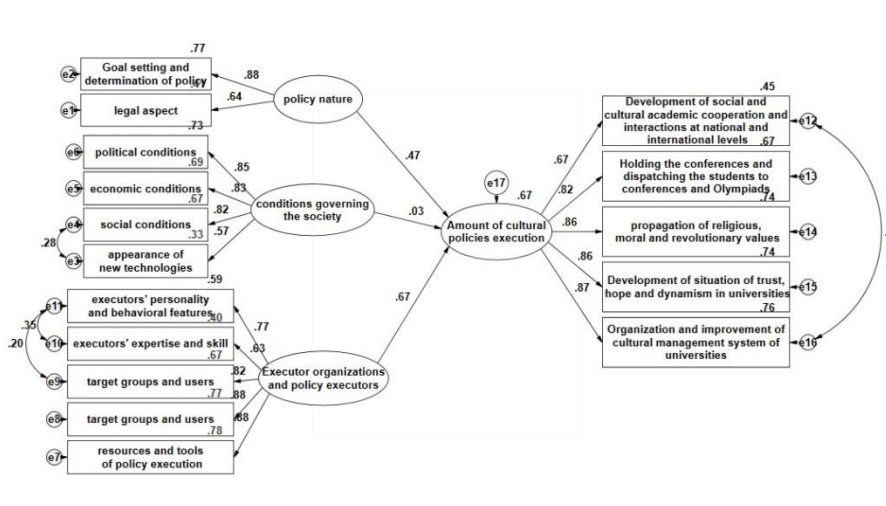 .77
Goal setting and
determination of policy
e2
.88
e1
legal aspect
.64
policy nature
.73
e6
political conditions
.85
.69
e5
economic conditions
.83
.67
e4
social conditions
.82
.33
e3
appearance of
new technologies
.57
.28
conditions governing
the society
.59
e11
executors' personality
and behavioral features
.77
.40
e10
executors' expertise and skill
.63
.67
e9
target groups and users
.82
.77
e8
target groups and users
.88
.78
e7
resources and tools
of policy execution
.88
.35
.20
Executor organizations
and policy executors
.47
.03
.67
e17
.67
Amount of cultural
policies execution
.67
.82
.86
.86
.87
.45
Development of social and
cultural academic cooperation and
interactions at national and
international levels
e12
.67
Holding the conferences and
dispatching the students to
conferences and Olympiads
e13
.74
propagation of religious,
moral and revolutionary values
e14
.74
Development of situation of trust,
hope and dynamism in universities
e15
.76
Organization and improvement of
cultural management system of
universities
e16